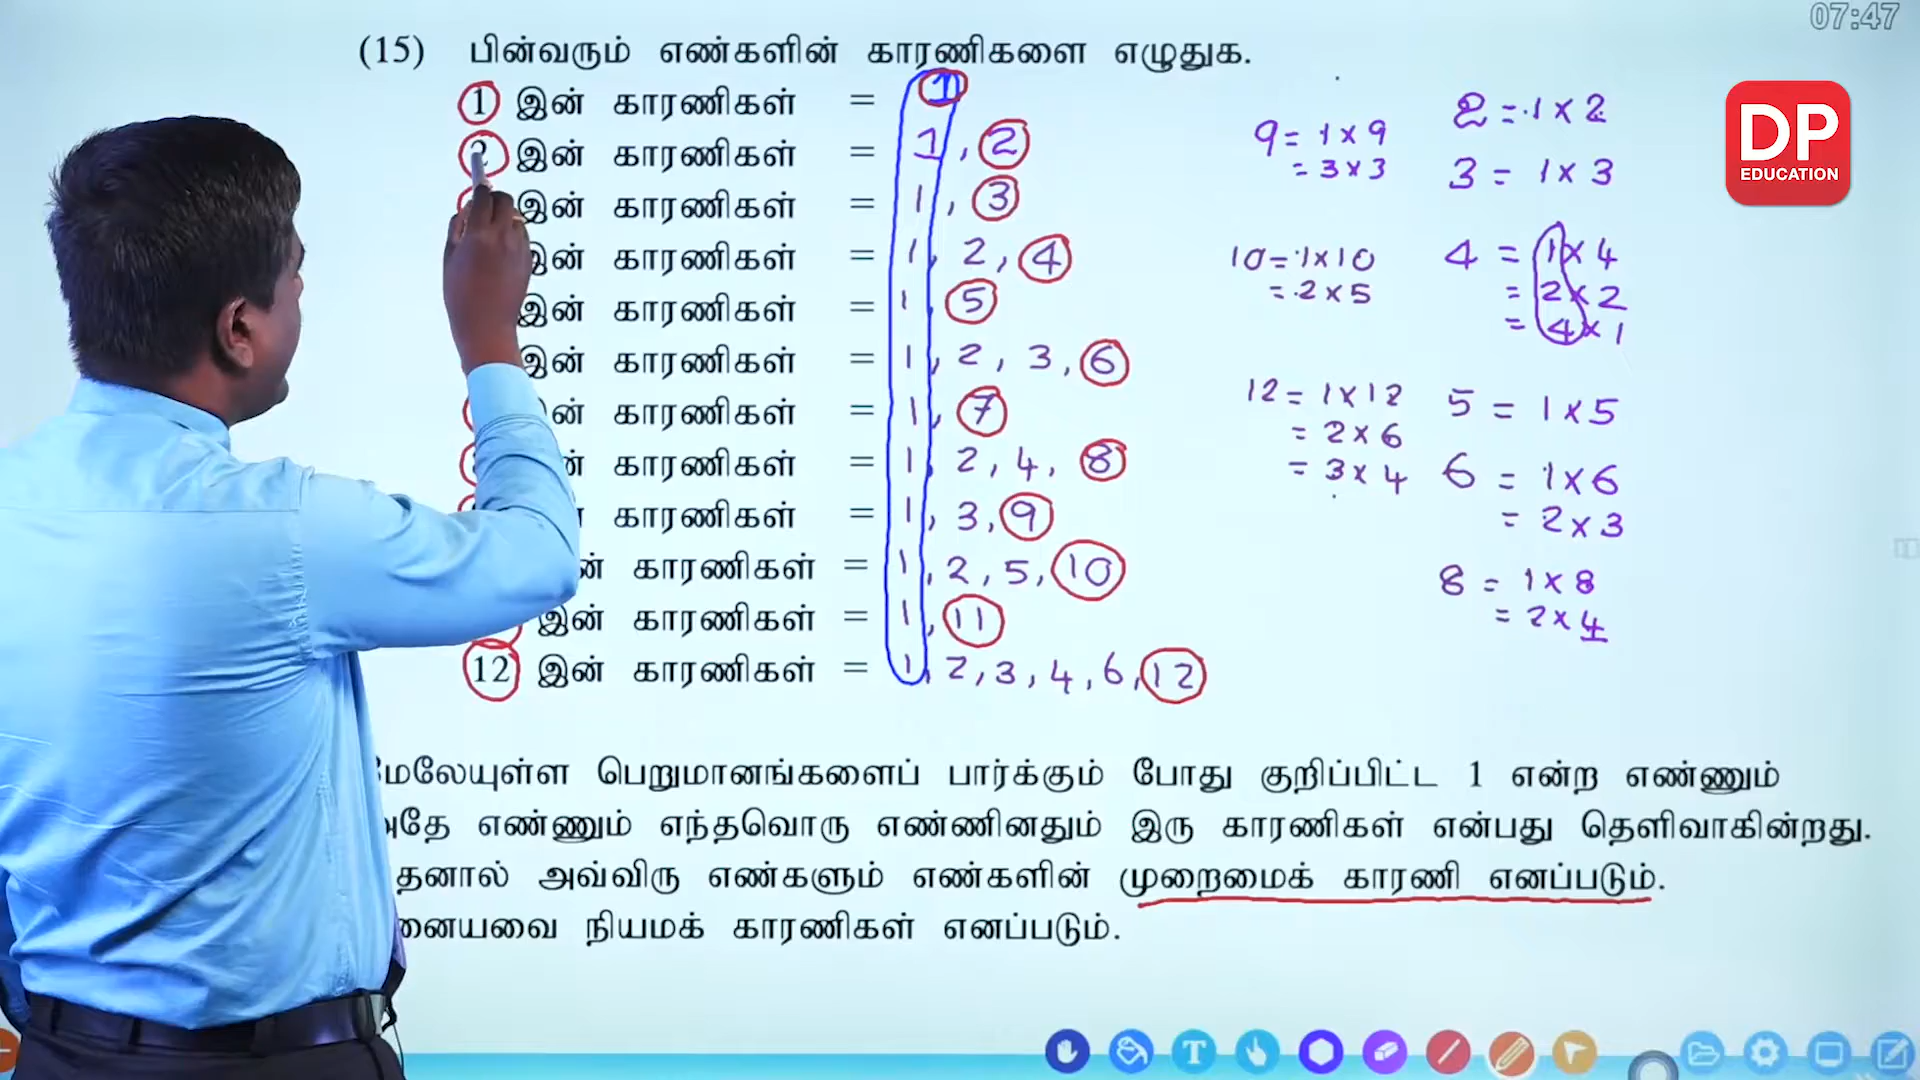 07:47
(15) பின்வரும் எண்களின் காரணிகளை எழுதுக.
1 இன் காரணிகள் = 1
2 இன் காரணிகள் = 1, 2
இன் காரணிகள் = 1, 3
இன் காரணிகள் = 1, 2, 4
இன் காரணிகள் = 1, 5
இன் காரணிகள் = 1, 2, 3, 6
இன் காரணிகள் = 1, 7
காரணிகள் = 1, 2, 4, 8
காரணிகள் = 1, 3, 9
காரணிகள் = 1, 2, 5, 10
இன் காரணிகள் = 1, 11
12 இன் காரணிகள் = 1, 2, 3, 4, 6, 12
9 = 1 x 9
= 3 x 3
10 = 1 x 10
= 2 x 5
12 = 1 x 12
= 2 x 6
= 3 x 4
2 = 1 x 2
3 = 1 x 3
4 = 1 x 4
= 2 x 2
= 4 x 1
5 = 1 x 5
6 = 1 x 6
= 2 x 3
8 = 1 x 8
= 2 x 4
DP
EDUCATION
மேலேயுள்ள பெறுமானங்களைப் பார்க்கும் போது குறிப்பிட்ட 1 என்ற எண்ணும்
எண்ணும் எந்தவொரு எண்ணினதும் இரு காரணிகள் என்பது தெளிவாகின்றது.
அவ்விரு எண்களும் எண்களின் முறைமைக் காரணி எனப்படும்.
நியமக் காரணிகள் எனப்படும்.